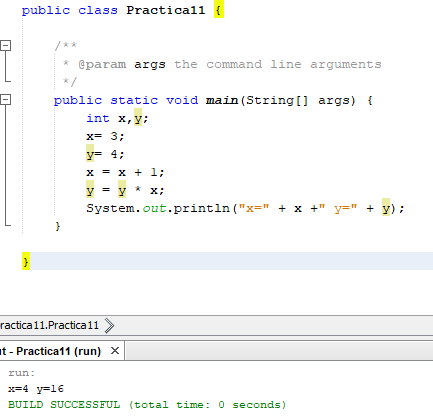 public class Practica11 {
/**
* @param args the command line arguments
*/
public static void main(String[] args) {
int x,y;
x= 3;
y= 4;
x = x + 1;
y = y * x;
System.out.println("x=" + x +" y=" + y);
}
}
ractica11.Practica11
ut - Practica11 (run) ×
run:
x=4 y=16
BUILD SUCCESSFUL (total time: 0 seconds)